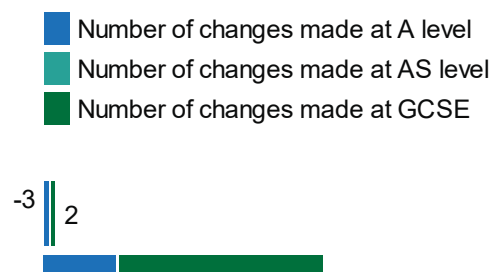 Number of changes made at A level
Number of changes made at AS level
Number of changes made at GCSE
-3
2